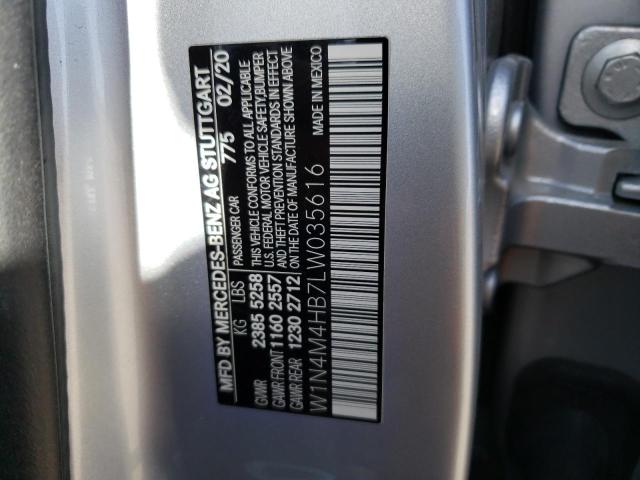 MFD BY MERCEDES-BENZ AG STUTTGART
775 02/20
KG LBS PASSENGER CAR
GVWR 2385 5258 THIS VEHICLE CONFORMS TO ALL APPLICABLE
GAWR FRONT 1160 2557 U.S. FEDERAL MOTOR VEHICLE SAFETY, BUMPER
GAWR REAR 1230 2712 AND THEFT PREVENTION STANDARDS IN EFFECT
ON THE DATE OF MANUFACTURE SHOWN ABOVE
MADE IN MEXICO
W1N4M4HB7LW035616